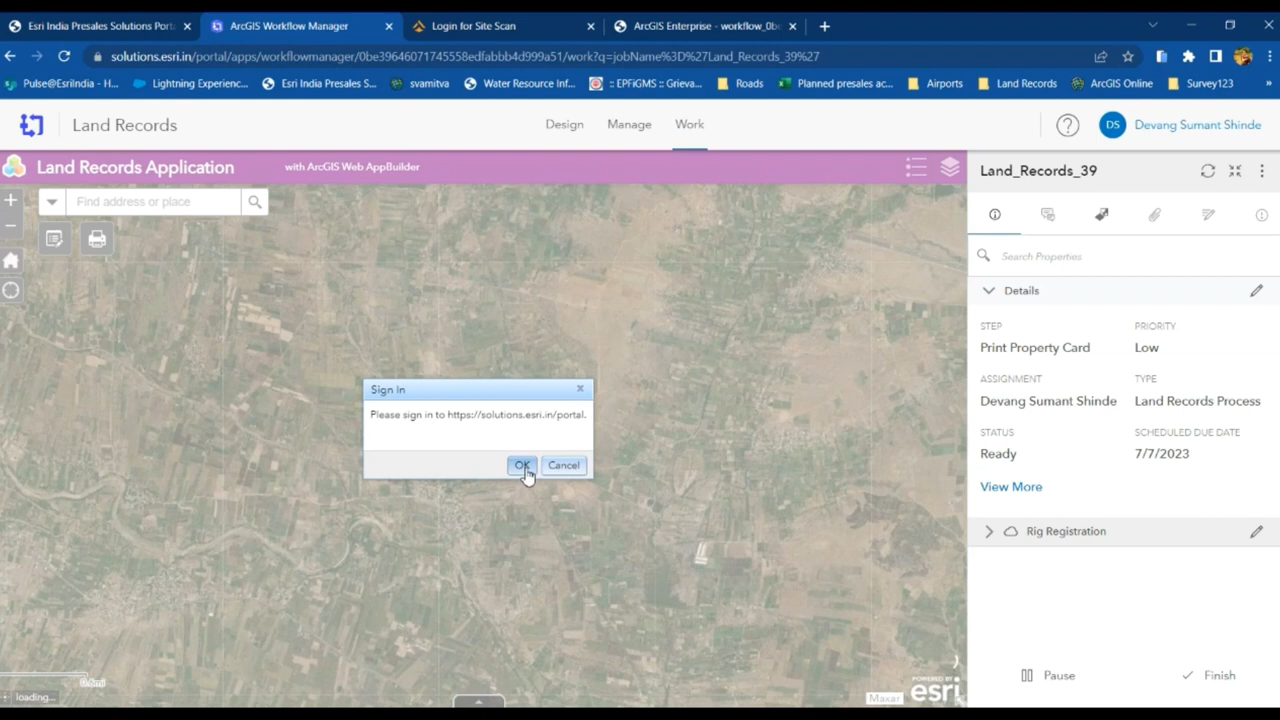 Esri India Presales Solutions Port
ArcGIS Workflow Manager
Login for Site Scan
ArcGIS Enterprise - workflow_0be
solutions.esri.in/portal/apps/workflowmanager/0be39646071745558edfabbb4d999a51/work?q=jobName%3D%27Land_Records_39%27
Pulse@EsriIndia - H...
Lightning Experienc...
Esri India Presales S...
svamitva
Water Resource Inf...
:: EPFiGMS :: Grieva...
Roads
Planned presales ac...
Airports
Land Records
ArcGIS Online
Survey123
»
Land Records
Design
Manage
Work
?
DS
Devang Sumant Shinde
Land Records Application
with ArcGIS Web AppBuilder
Find address or place
Land_Records_39
Search Properties
Details
STEP
PRIORITY
Print Property Card
Low
ASSIGNMENT
TYPE
Devang Sumant Shinde
Land Records Process
STATUS
SCHEDULED DUE DATE
Ready
7/7/2023
View More
Rig Registration
Pause
Finish
Sign In
Please sign in to https://solutions.esri.in/portal.
OK
Cancel
0.6mi
loading...
Maxar
POWERED BY
esri